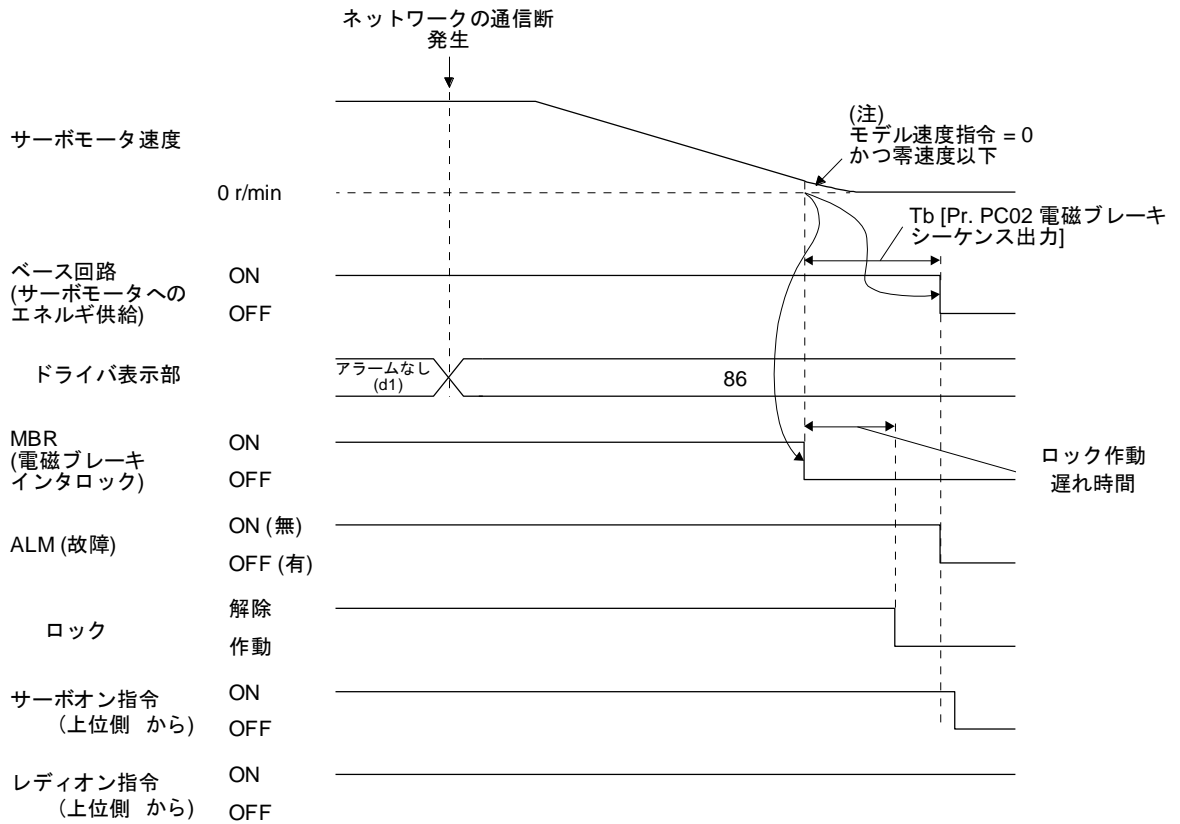 ネットワークの通信断
発生
サーボモータ速度
0 r/min
(注)
モデル速度指令 = 0
かつ零速度以下
Tb [Pr. PC02 電磁ブレーキ
シーケンス出力]
ベース回路
(サーボモータへの
エネルギ供給)
ON
OFF
ドライバ表示部
アラームなし
(d1)
86
MBR
(電磁ブレーキ
インタロック)
ON
OFF
ロック作動
遅れ時間
ALM (故障)
ON (無)
OFF (有)
ロック
解除
作動
サーボオン指令
(上位側 から)
ON
OFF
レディオン指令
(上位側 から)
ON
OFF